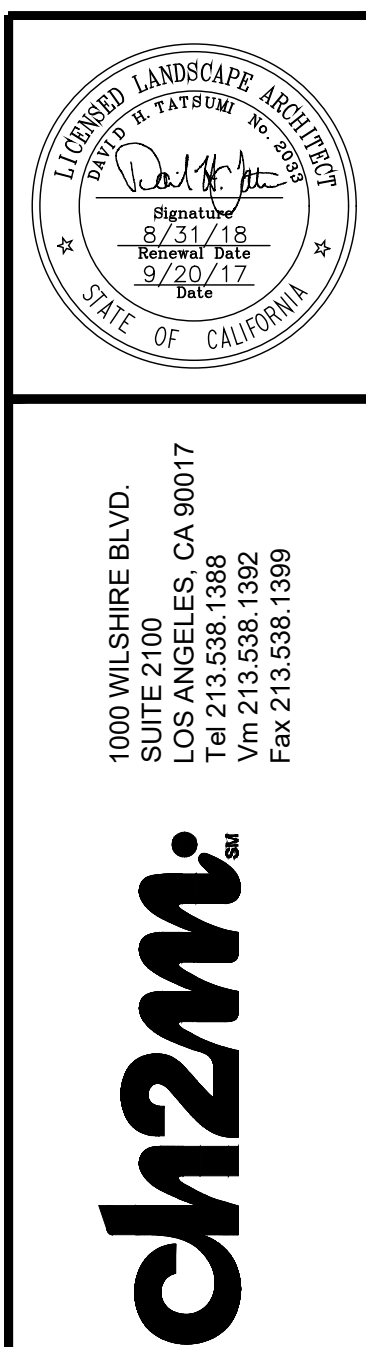 LICENSED LANDSCAPE ARCHITECT
DAVID H. TATSUMI No. 2033
Signature
8/31/18
Renewal Date
9/20/17
Date
STATE OF CALIFORNIA
1000 WILSHIRE BLVD.
SUITE 2100
LOS ANGELES, CA 90017
Tel 213.538.1388
Vm 213.538.1392
Fax 213.538.1399
ch2m.
SM